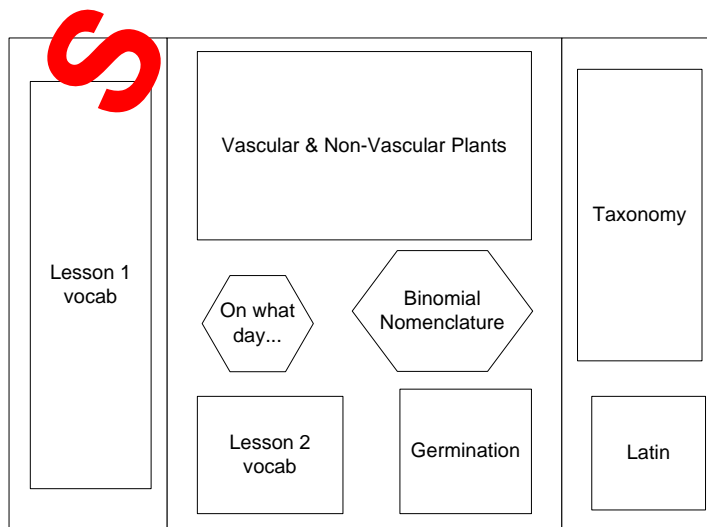 S
Lesson 1
vocab
Vascular & Non-Vascular Plants
On what
day...
Binomial
Nomenclature
Lesson 2
vocab
Germination
Taxonomy
Latin